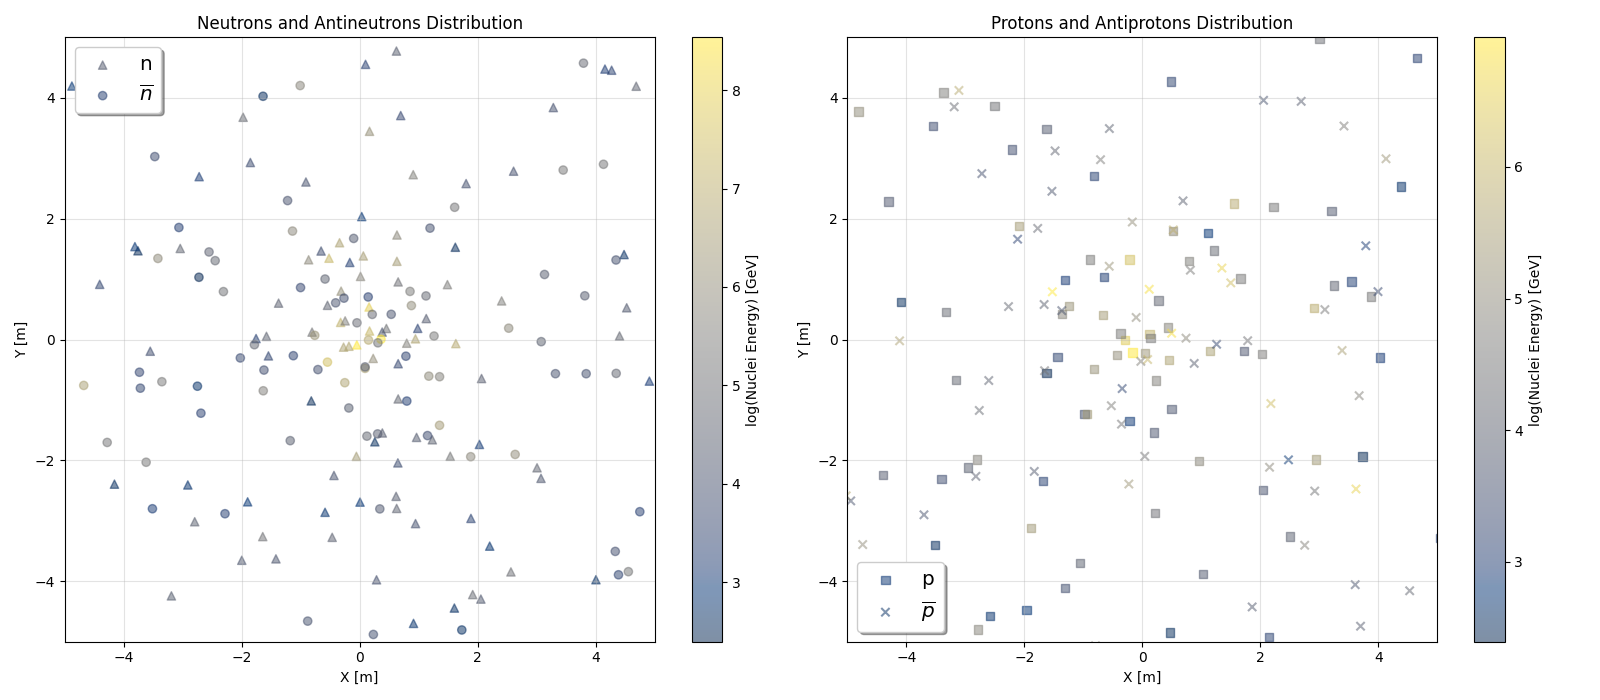 Neutrons and Antineutrons Distribution
n
n̅
4
2
0
−2
−4
−4
−2
0
2
4
X [m]
Y [m]
8
7
6
5
4
3
log(Nuclei Energy) [GeV]
Protons and Antiprotons Distribution
p
p̅
4
2
0
−2
−4
−4
−2
0
2
4
X [m]
Y [m]
6
5
4
3
log(Nuclei Energy) [GeV]